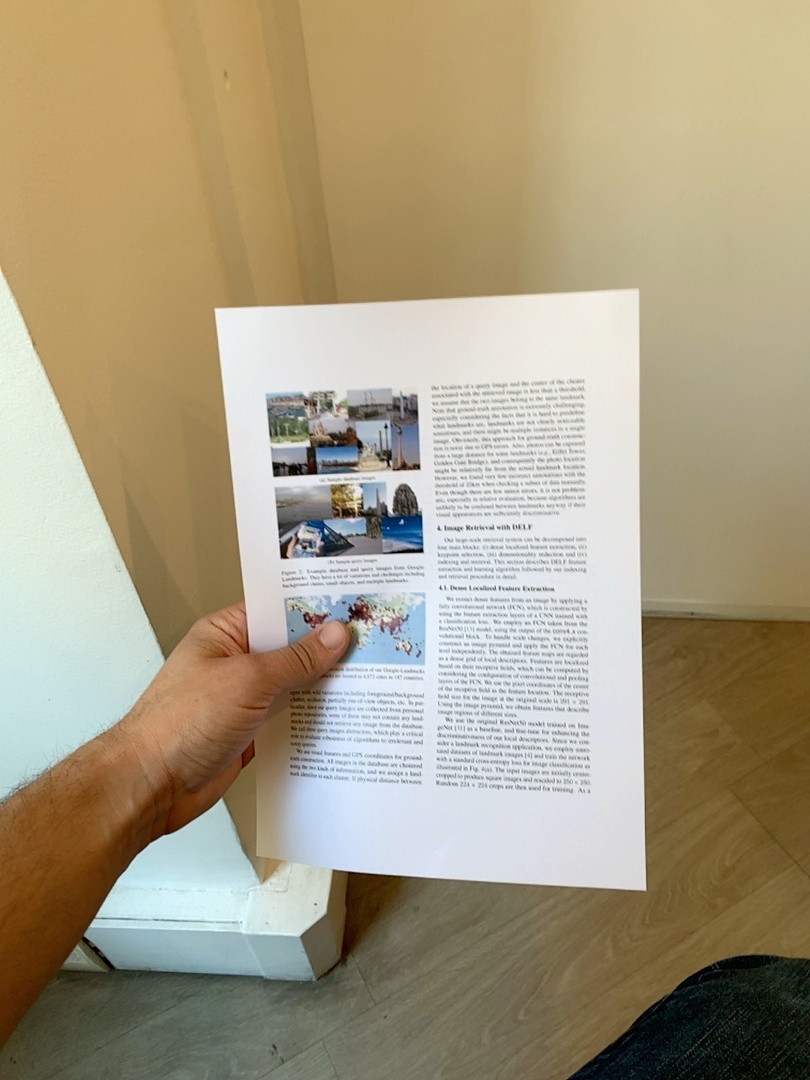 (a) Sample database images
(b) Sample query images
Figure 2. Example database and query images from Google-
Landmarks. They have a lot of variations and challenges including
background clutter, small objects, and multiple landmarks.
distribution of our Google-Landmarks
are located in 4,872 cities in 187 countries.
ages with wild variations including foreground/background
clutter, occlusion, partially out-of-view objects, etc. In par-
ticular, since our query images are collected from personal
photo repositories, some of them may not contain any land-
marks and should not retrieve any image from the database.
We call these query images distractors, which play a critical
role to evaluate robustness of algorithms to irrelevant and
noisy queries.
We use visual features and GPS coordinates for ground-
truth construction. All images in the database are clustered
using the two kinds of information, and we assign a land-
mark identifier to each cluster. If physical distance between
the location of a query image and the center of the cluster
associated with the retrieved image is less than a threshold,
we assume that the two images belong to the same landmark.
Note that ground-truth annotation is extremely challenging,
especially considering the facts that it is hard to predefine
what landmarks are, landmarks are not clearly noticeable
sometimes, and there might be multiple instances in a single
image. Obviously, this approach for ground-truth construc-
tion is noisy due to GPS errors. Also, photos can be captured
from a large distance for some landmarks (e.g., Eiffel Tower,
Golden Gate Bridge), and consequently the photo location
might be relatively far from the actual landmark location.
However, we found very few incorrect annotations with the
threshold of 25km when checking a subset of data manually.
Even though there are few minor errors, it is not problem-
atic, especially in relative evaluation, because algorithms are
unlikely to be confused between landmarks anyway if their
visual appearances are sufficiently discriminative.
4. Image Retrieval with DELF
Our large-scale retrieval system can be decomposed into
four main blocks: (i) dense localized feature extraction, (ii)
keypoint selection, (iii) dimensionality reduction and (iv)
indexing and retrieval. This section describes DELF feature
extraction and learning algorithm followed by our indexing
and retrieval procedure in detail.
4.1. Dense Localized Feature Extraction
We extract dense features from an image by applying a
fully convolutional network (FCN), which is constructed by
using the feature extraction layers of a CNN trained with
a classification loss. We employ an FCN taken from the
ResNet50 [13] model, using the output of the conv4_x con-
volutional block. To handle scale changes, we explicitly
construct an image pyramid and apply the FCN for each
level independently. The obtained feature maps are regarded
as a dense grid of local descriptors. Features are localized
based on their receptive fields, which can be computed by
considering the configuration of convolutional and pooling
layers of the FCN. We use the pixel coordinates of the center
of the receptive field as the feature location. The receptive
field size for the image at the original scale is 291 × 291.
Using the image pyramid, we obtain features that describe
image regions of different sizes.
We use the original ResNet50 model trained on Ima-
geNet [31] as a baseline, and fine-tune for enhancing the
discriminativeness of our local descriptors. Since we con-
sider a landmark recognition application, we employ anno-
tated datasets of landmark images [4] and train the network
with a standard cross entropy loss for image classification as
illustrated in Fig. 4(a). The input images are initially center-
cropped to produce square images and rescaled to 250 × 250.
Random 224 × 224 crops are then used for training. As a